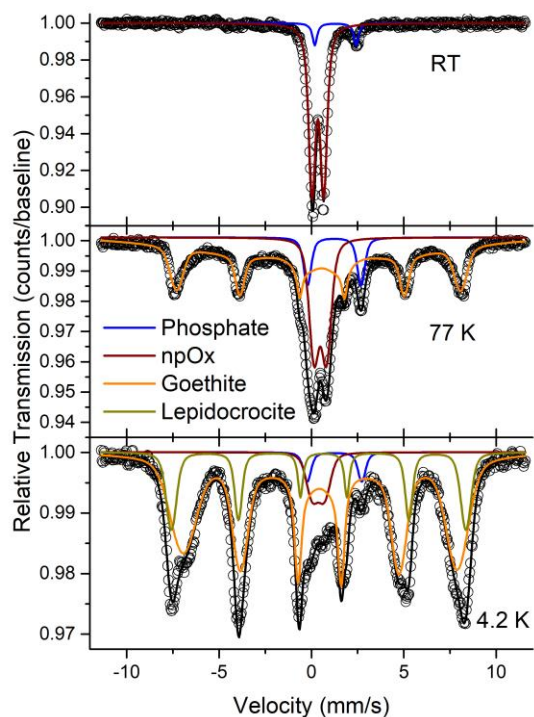 Relative Transmission (counts/baseline)
1.00
0.98
0.96
0.94
0.92
0.90
RT
1.00
0.99
0.98
0.97
0.96
0.95
0.94
Phosphate
npOx
Goethite
Lepidocrocite
77 K
1.00
0.99
0.98
0.97
4.2 K
-10 -5 0 5 10
Velocity (mm/s)